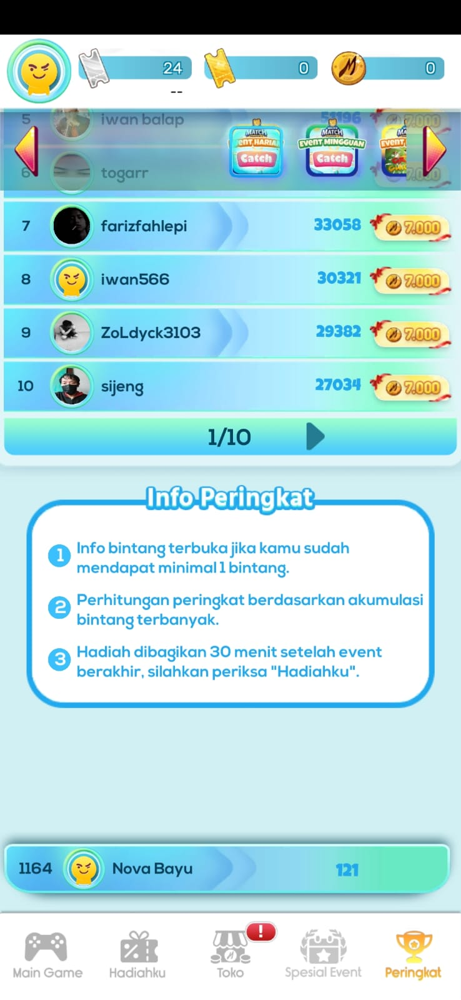 24
0
0
--
5 iwan balap 51196 7.000
MATCH
EVENT HARIAN
Catch
MATCH
EVENT MINGGUAN
Catch
EVENT
6 togarr 7.000
7 farizfahlepi 33058 7.000
8 iwan566 30321 7.000
9 ZoLdyck3103 29382 7.000
10 sijeng 27034 7.000
1/10
Info Peringkat
1 Info bintang terbuka jika kamu sudah
mendapat minimal 1 bintang.
2 Perhitungan peringkat berdasarkan akumulasi
bintang terbanyak.
3 Hadiah dibagikan 30 menit setelah event
berakhir, silahkan periksa "Hadiahku".
1164 Nova Bayu 121
!
Main Game Hadiahku Toko Spesial Event Peringkat